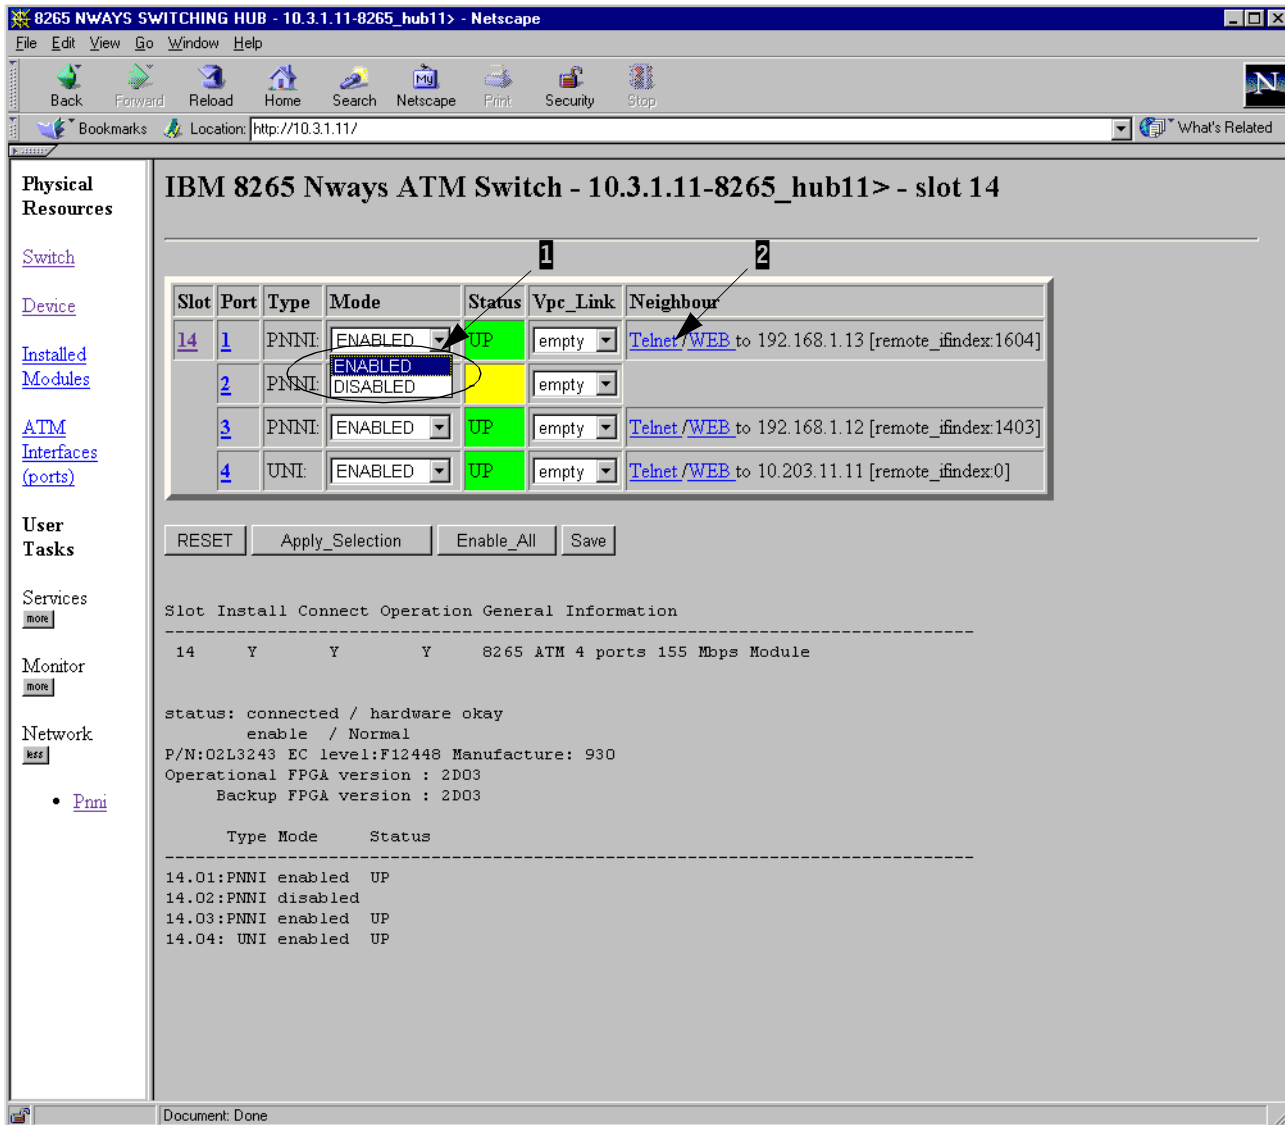 8265 NWAYS SWITCHING HUB - 10.3.1.11-8265_hub11> - Netscape
File Edit View Go Window Help
Back Forward Reload Home Search Netscape Print Security Stop
My
N
Bookmarks Location: http://10.3.1.11/ What's Related
Physical
Resources
Switch
Device
Installed
Modules
ATM
Interfaces
(ports)
User
Tasks
Services
more
Monitor
more
Network
less
• Pnni
IBM 8265 Nways ATM Switch - 10.3.1.11-8265_hub11> - slot 14
1 2
Slot Port Type Mode Status Vpc_Link Neighbour
14 1 PNNI: ENABLED UP empty Telnet /WEB to 192.168.1.13 [remote_ifindex:1604]
ENABLED
DISABLED
2 PNNI: - empty
3 PNNI: ENABLED UP empty Telnet /WEB to 192.168.1.12 [remote_ifindex:1403]
4 UNI: ENABLED UP empty Telnet /WEB to 10.203.11.11 [remote_ifindex:0]
RESET Apply_Selection Enable_All Save
Slot Install Connect Operation General Information
-------------------------------------------------------------------------------
14 Y Y Y 8265 ATM 4 ports 155 Mbps Module
status: connected / hardware okay
enable / Normal
P/N:02L3243 EC level:F12448 Manufacture: 930
Operational FPGA version : 2D03
Backup FPGA version : 2D03
Type Mode Status
-------------------------------------------------------------------------------
14.01:PNNI enabled UP
14.02:PNNI disabled
14.03:PNNI enabled UP
14.04: UNI enabled UP
Document: Done